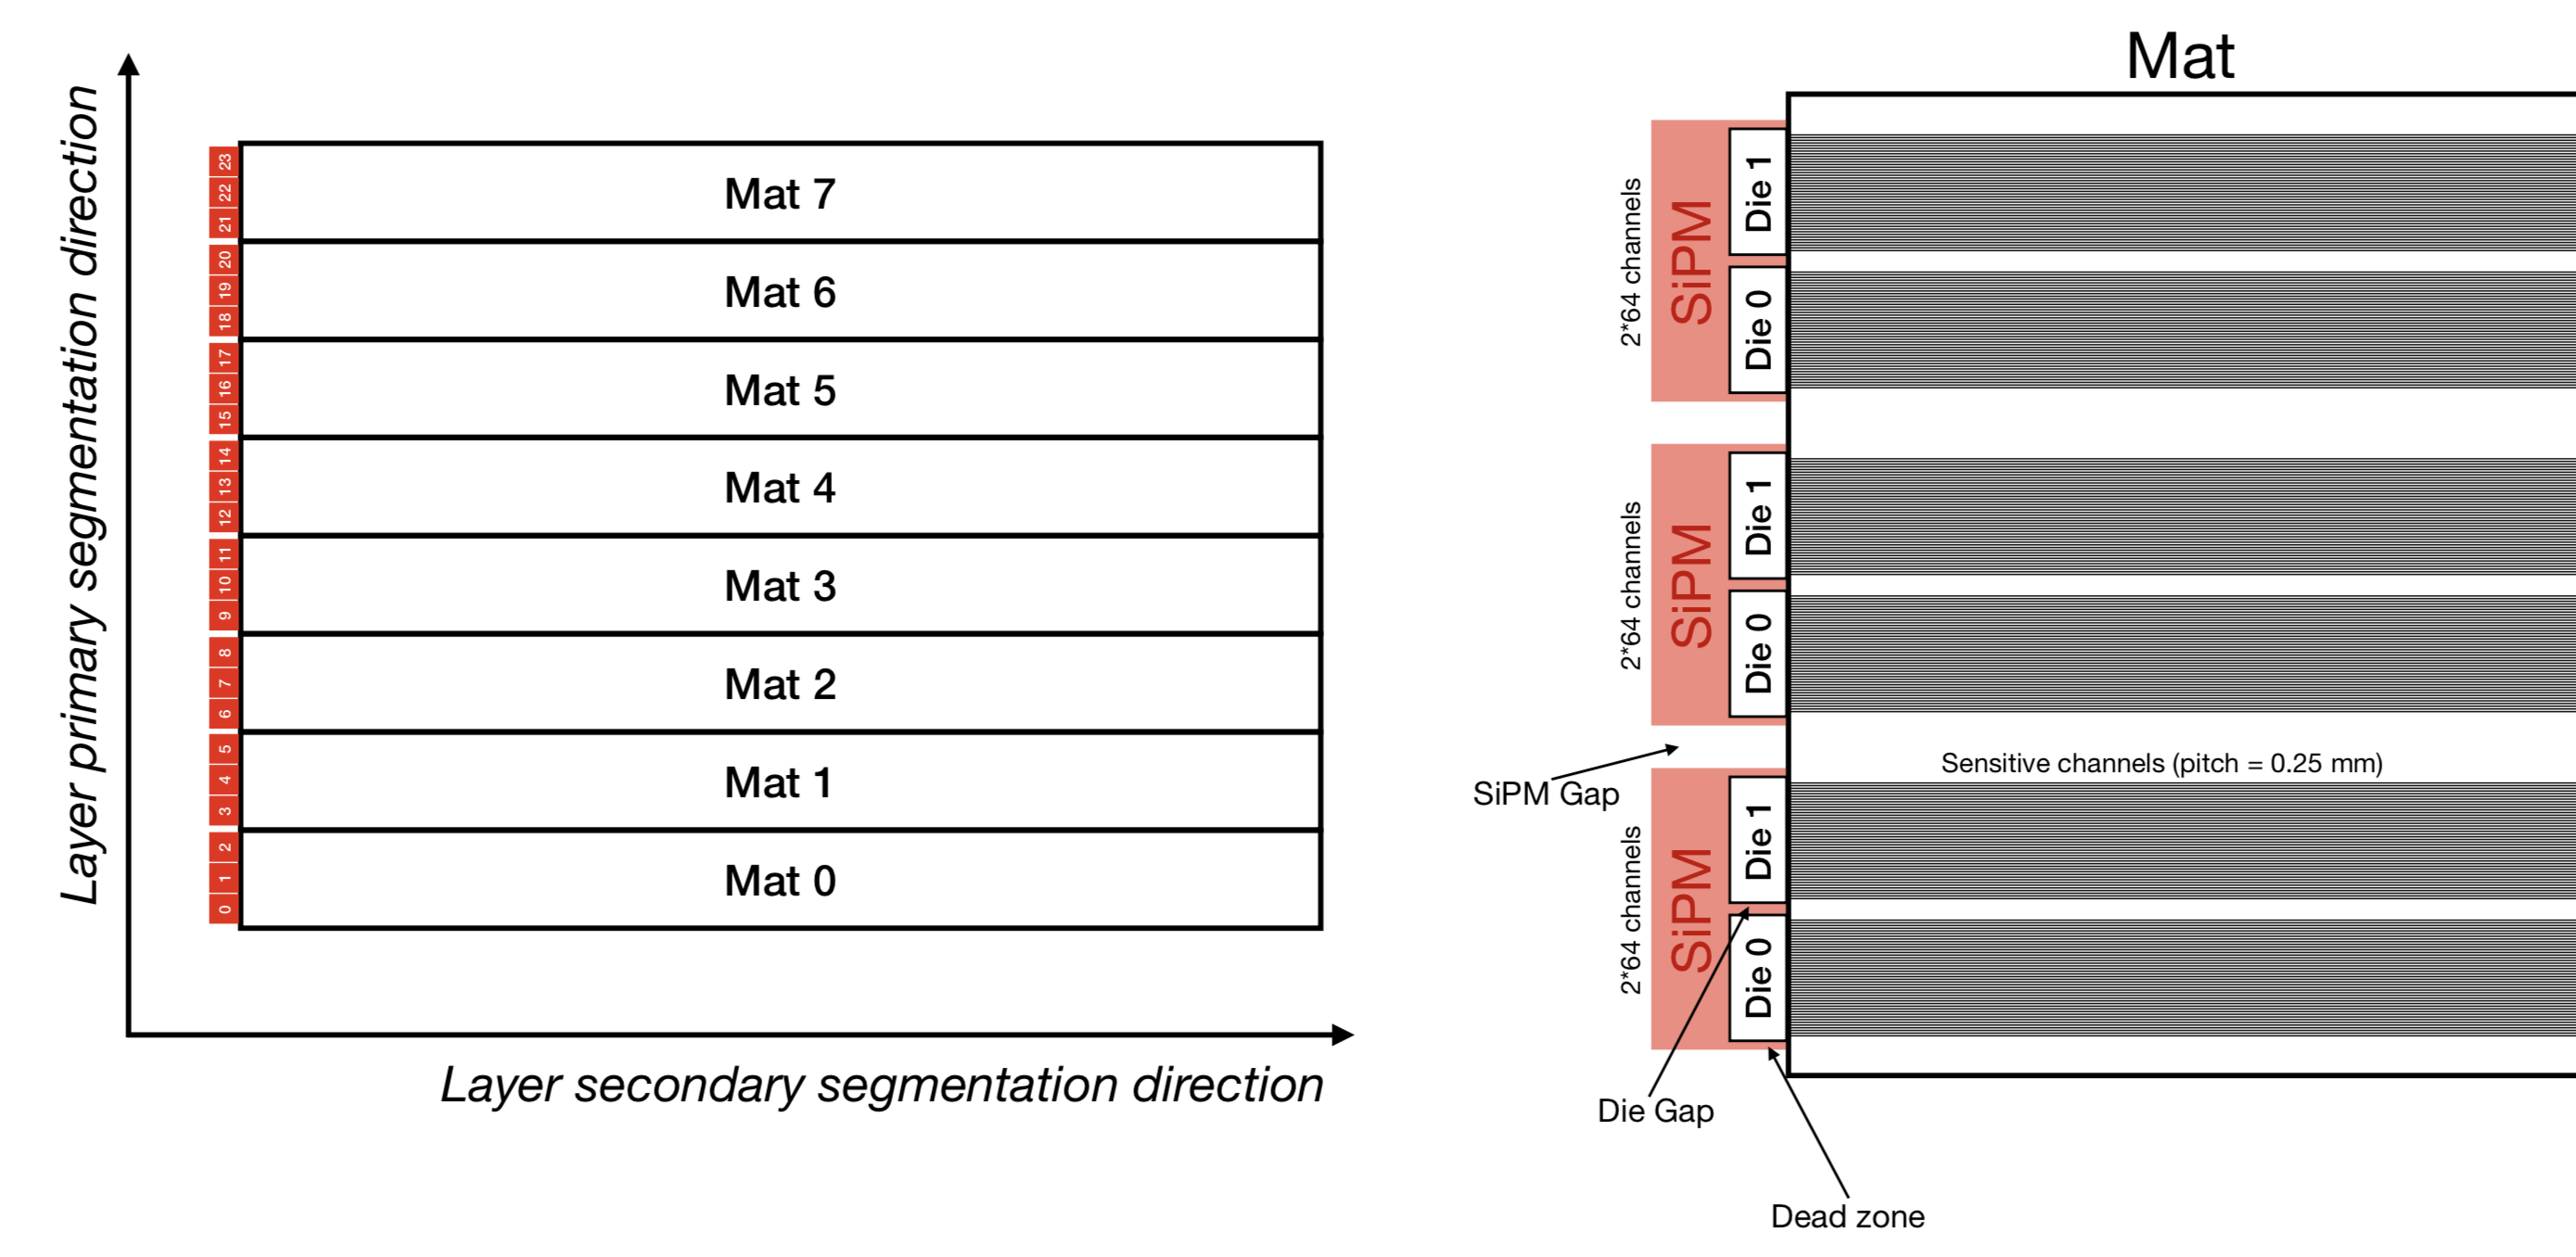 Layer primary segmentation direction
23
22
21
20
19
18
17
16
15
14
13
12
11
10
9
8
7
6
5
4
3
2
1
0
Mat 7
Mat 6
Mat 5
Mat 4
Mat 3
Mat 2
Mat 1
Mat 0
Layer secondary segmentation direction
Mat
2*64 channels
SiPM
Die 1
Die 0
2*64 channels
SiPM
Die 1
Die 0
SiPM Gap
Sensitive channels (pitch = 0.25 mm)
2*64 channels
SiPM
Die 1
Die 0
Die Gap
Dead zone